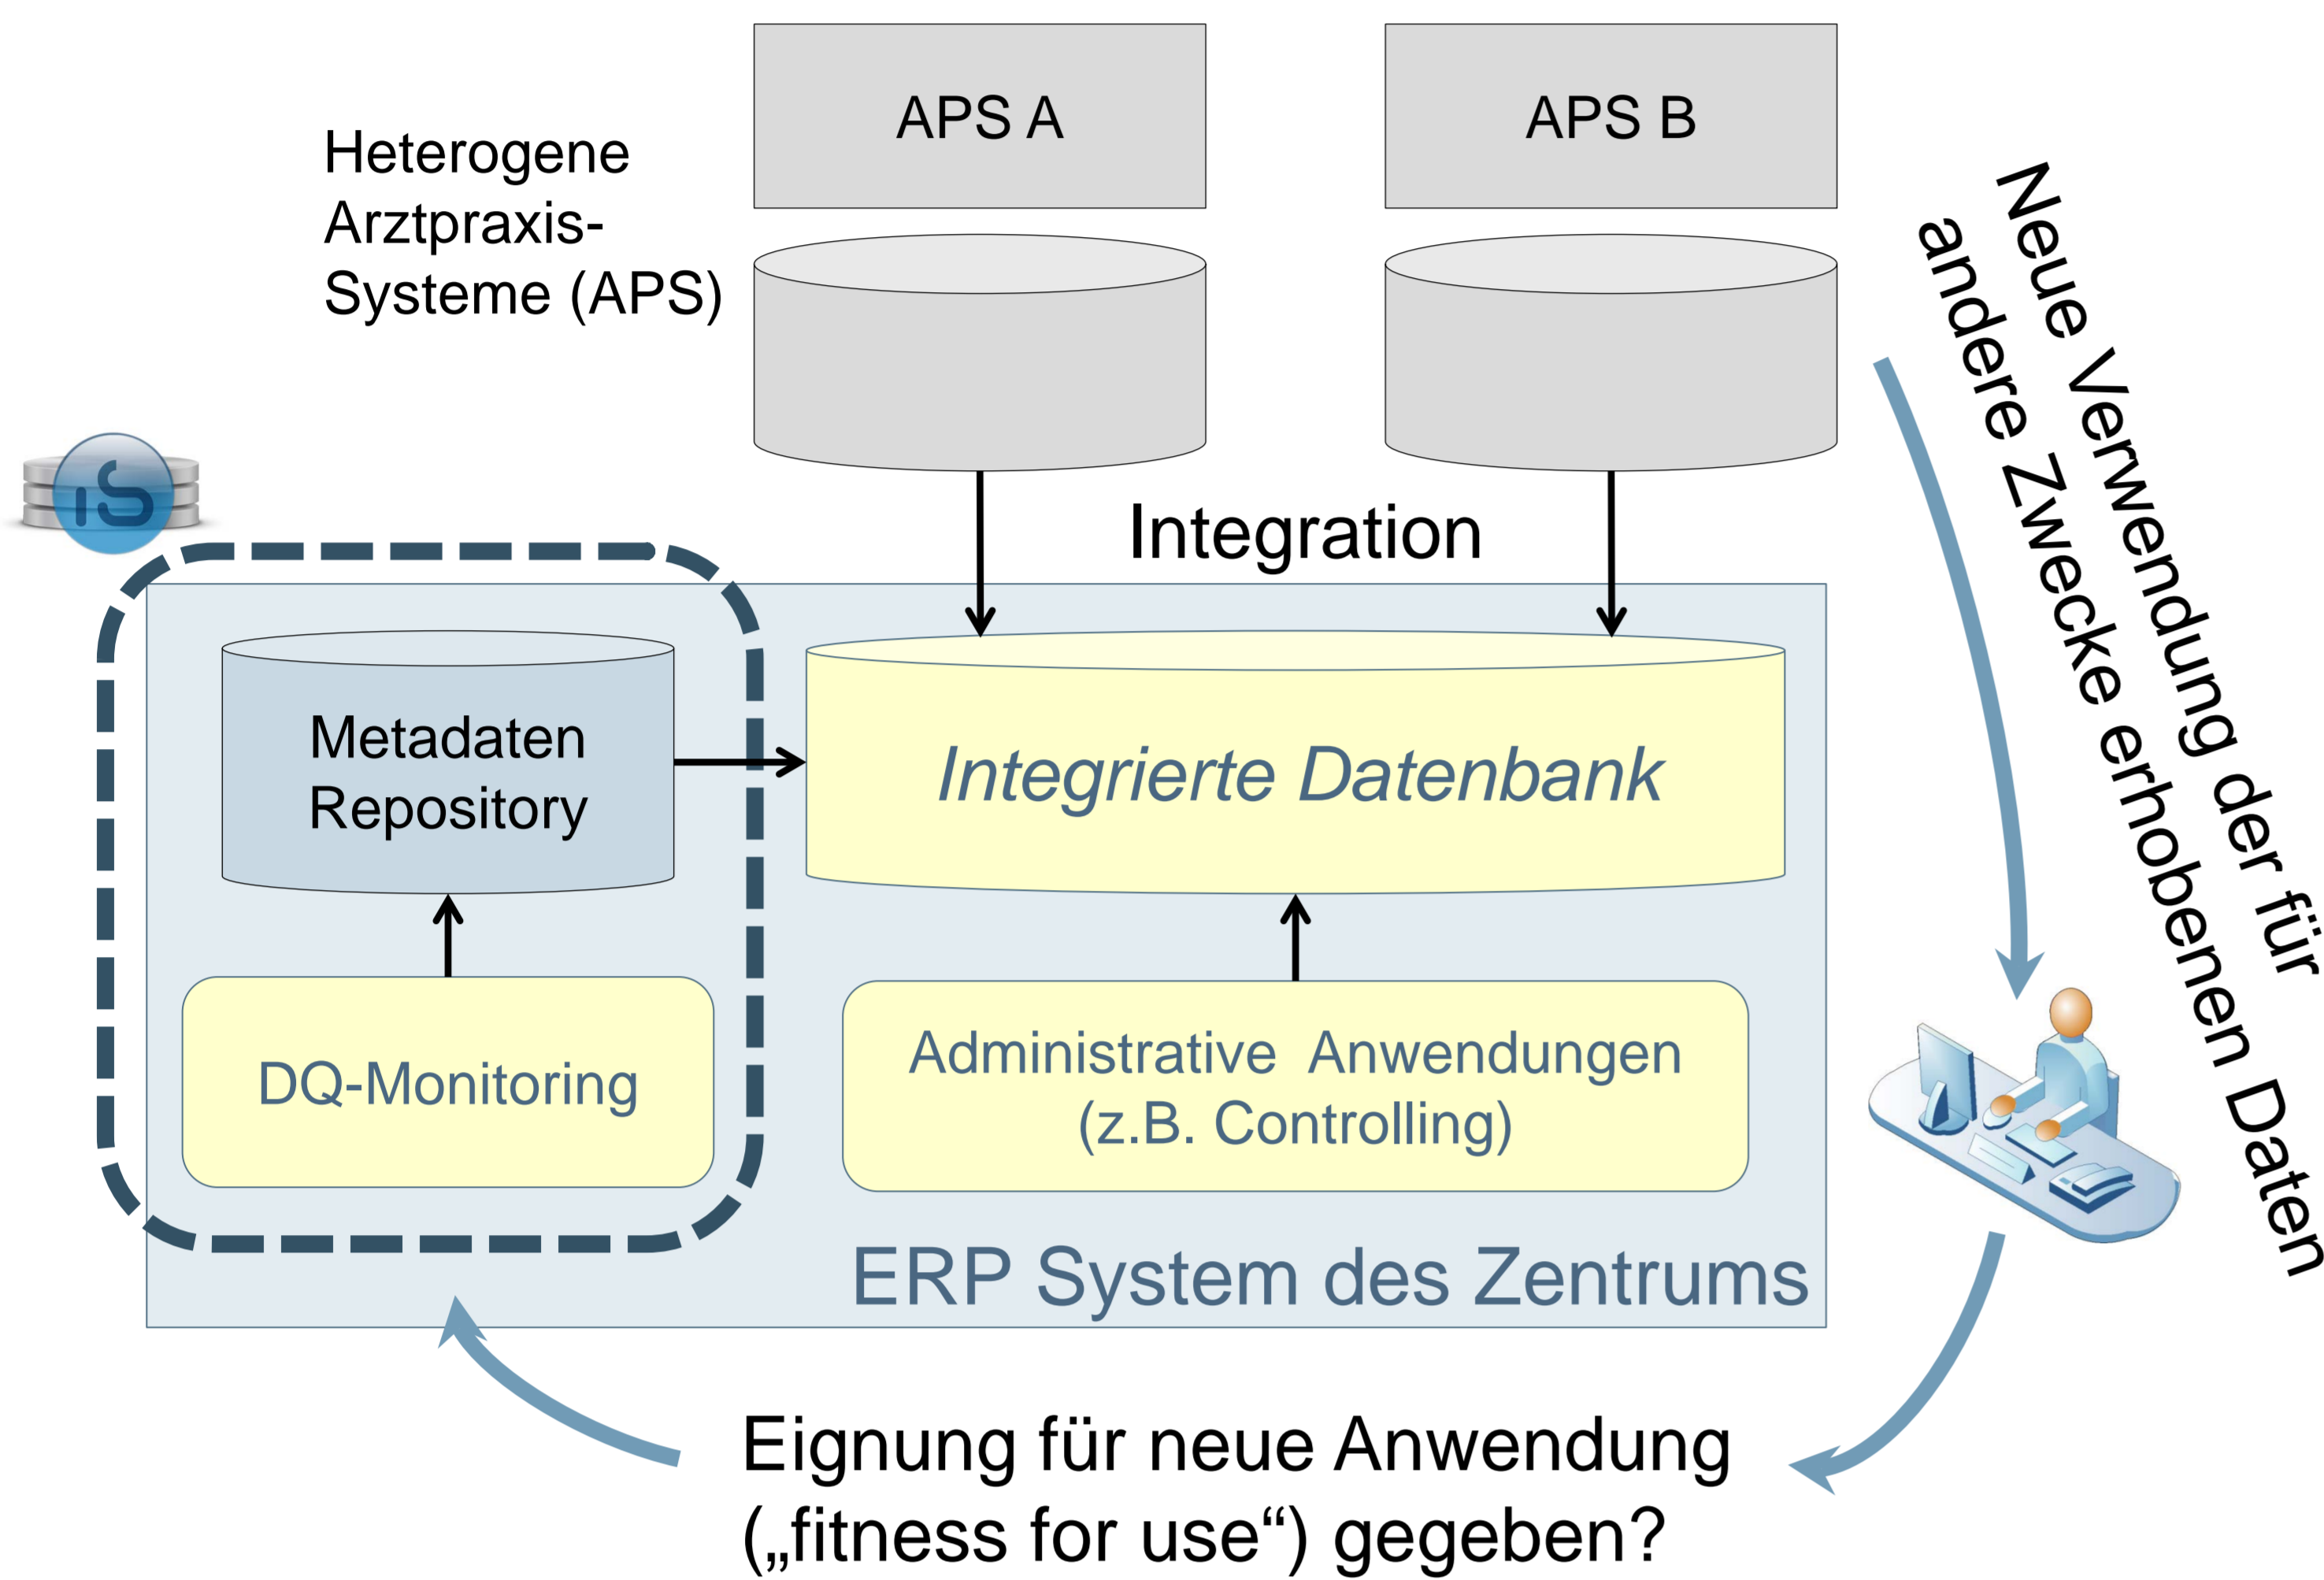 APS A
APS B
Heterogene
Arztpraxis-
Systeme (APS)
Neue Verwendung der für
andere Zwecke erhobenen Daten
iS
Integration
Metadaten
Repository
Integrierte Datenbank
DQ-Monitoring
Administrative Anwendungen
(z.B. Controlling)
ERP System des Zentrums
Eignung für neue Anwendung
(„fitness for use“) gegeben?